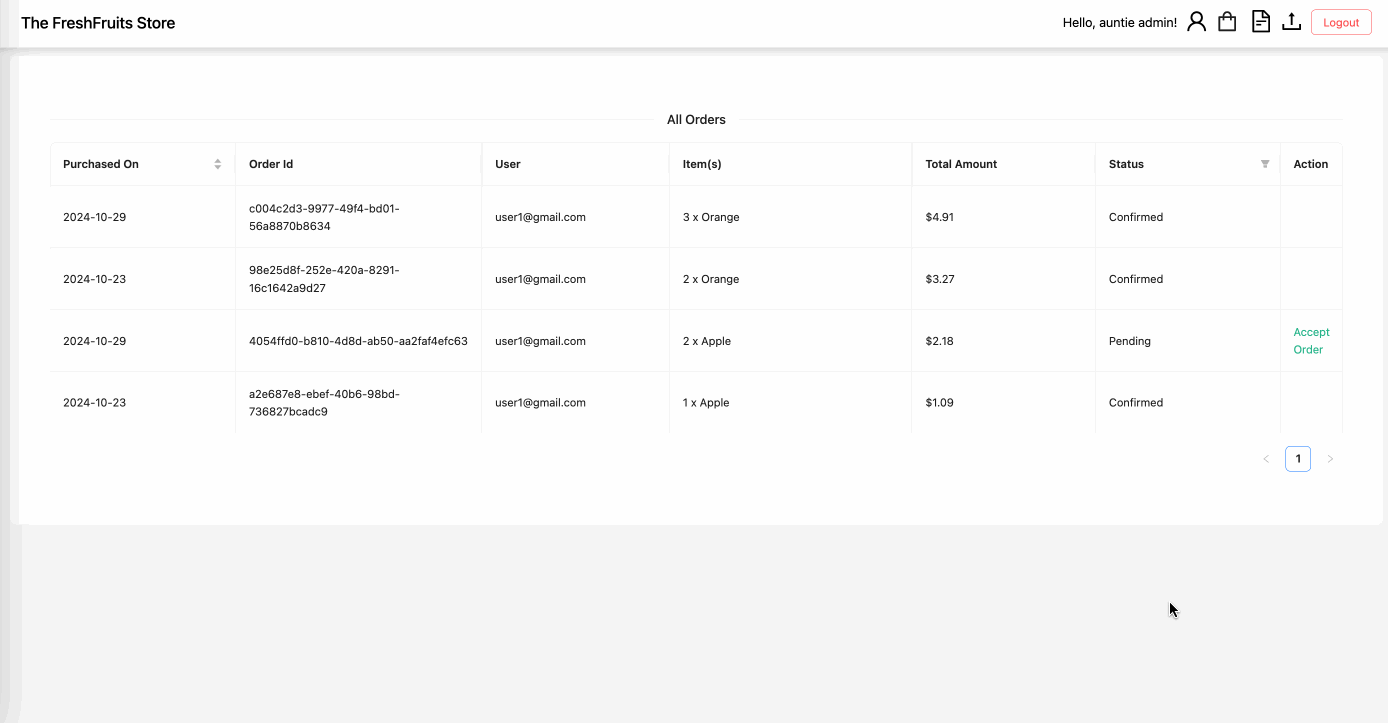 The FreshFruits Store
Hello, auntie admin!
Logout
All Orders
Purchased On Order Id User Item(s) Total Amount Status Action
2024-10-29 c004c2d3-9977-49f4-bd01-
56a8870b8634 user1@gmail.com 3 x Orange $4.91 Confirmed
2024-10-23 98e25d8f-252e-420a-8291-
16c1642a9d27 user1@gmail.com 2 x Orange $3.27 Confirmed
2024-10-29 4054ffd0-b810-4d8d-ab50-aa2faf4efc63 user1@gmail.com 2 x Apple $2.18 Pending Accept
Order
2024-10-23 a2e687e8-ebef-40b6-98bd-
736827bcadc9 user1@gmail.com 1 x Apple $1.09 Confirmed
1